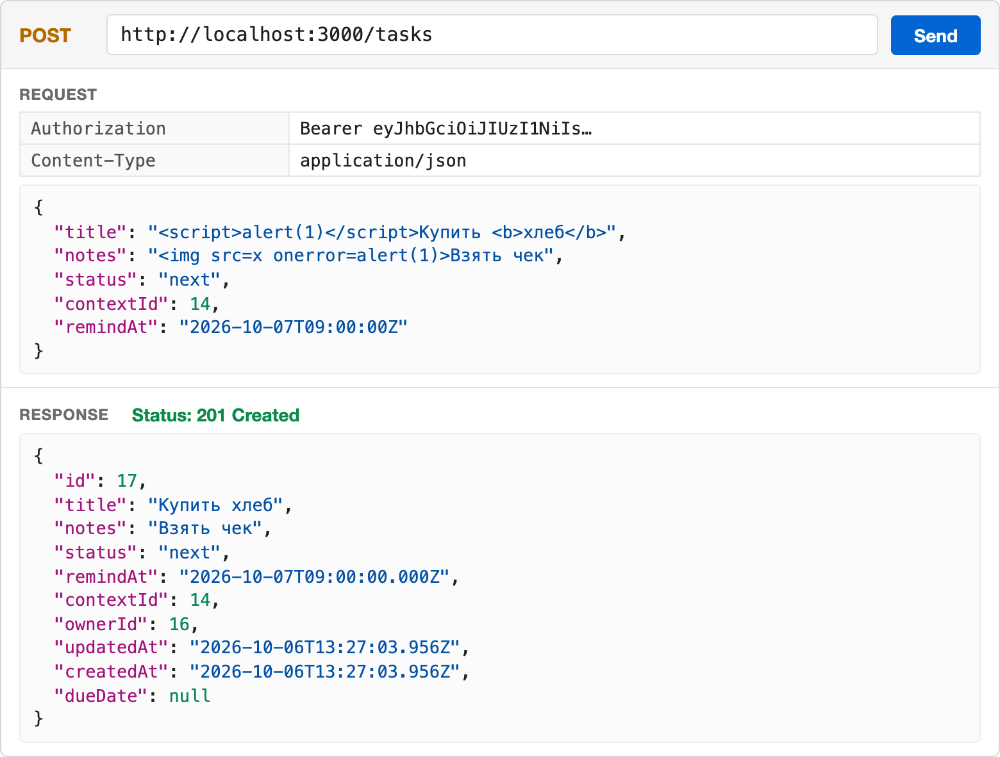 POST http://localhost:3000/tasks Send
REQUEST
Authorization Bearer eyJhbGciOiJIUzI1NiIs…
Content-Type application/json
{
  "title": "<script>alert(1)</script>Купить <b>хлеб</b>",
  "notes": "<img src=x onerror=alert(1)>Взять чек",
  "status": "next",
  "contextId": 14,
  "remindAt": "2026-10-07T09:00:00Z"
}
RESPONSE Status: 201 Created
{
  "id": 17,
  "title": "Купить хлеб",
  "notes": "Взять чек",
  "status": "next",
  "remindAt": "2026-10-07T09:00:00.000Z",
  "contextId": 14,
  "ownerId": 16,
  "updatedAt": "2026-10-06T13:27:03.956Z",
  "createdAt": "2026-10-06T13:27:03.956Z",
  "dueDate": null
}